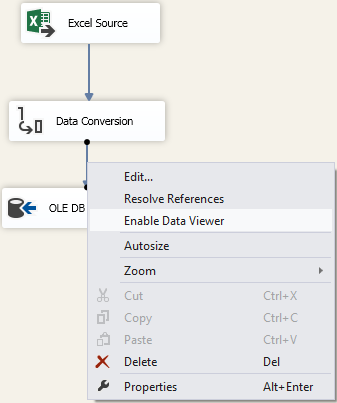 Excel Source
Data Conversion
OLE DB
Edit...
Resolve References
Enable Data Viewer
Autosize
Zoom
Cut Ctrl+X
Copy Ctrl+C
Paste Ctrl+V
Delete Del
Properties Alt+Enter